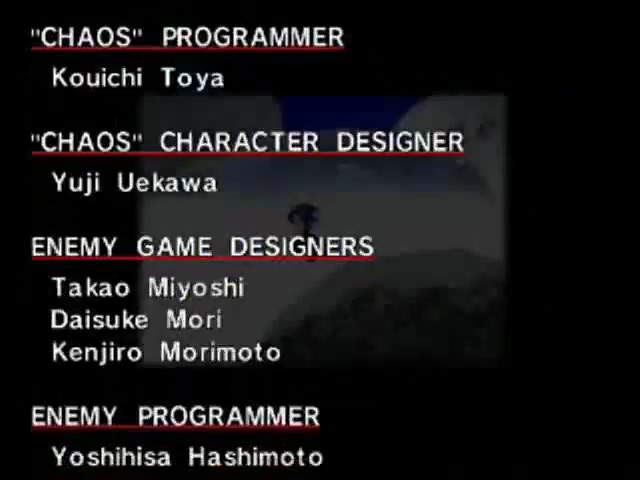 "CHAOS" PROGRAMMER
Kouichi Toya
"CHAOS" CHARACTER DESIGNER
Yuji Uekawa
ENEMY GAME DESIGNERS
Takao Miyoshi
Daisuke Mori
Kenjiro Morimoto
ENEMY PROGRAMMER
Yoshihisa Hashimoto